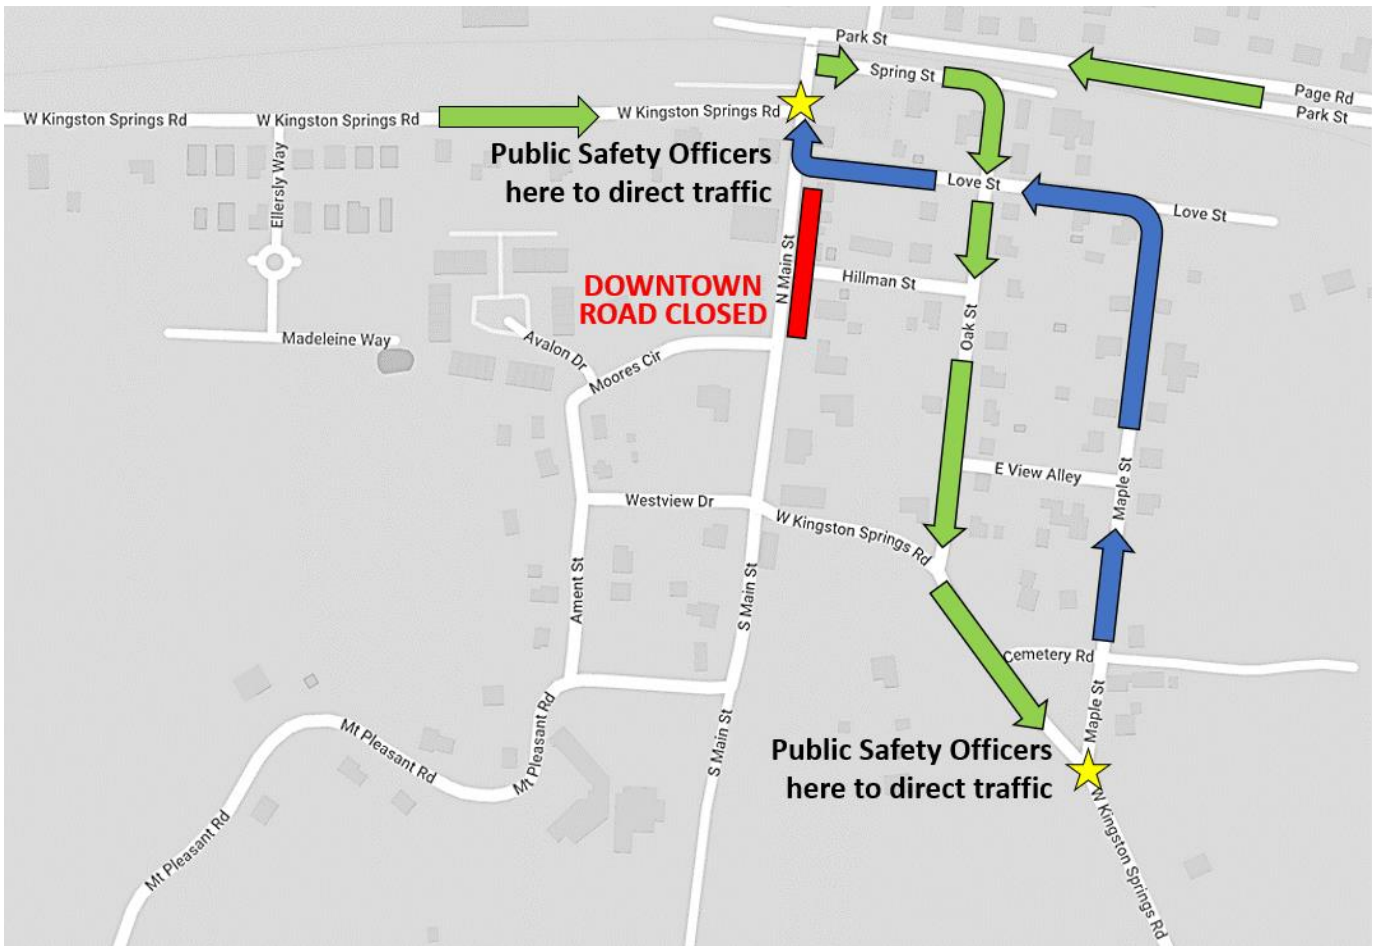 Park St
Spring St
Page Rd
Park St
W Kingston Springs Rd
W Kingston Springs Rd
W Kingston Springs Rd
Public Safety Officers
here to direct traffic
Love St
Love St
Ellersly Way
N Main St
Hillman St
DOWNTOWN
ROAD CLOSED
Oak St
Madeleine Way
Avalon Dr
Moores Cir
E View Alley
Maple St
Westview Dr
W Kingston Springs Rd
Ament St
S Main St
Cemetery Rd
Maple St
Mt Pleasant Rd
Mt Pleasant Rd
S Main St
Public Safety Officers
here to direct traffic
Mt Pleasant Rd
W Kingston Springs Rd